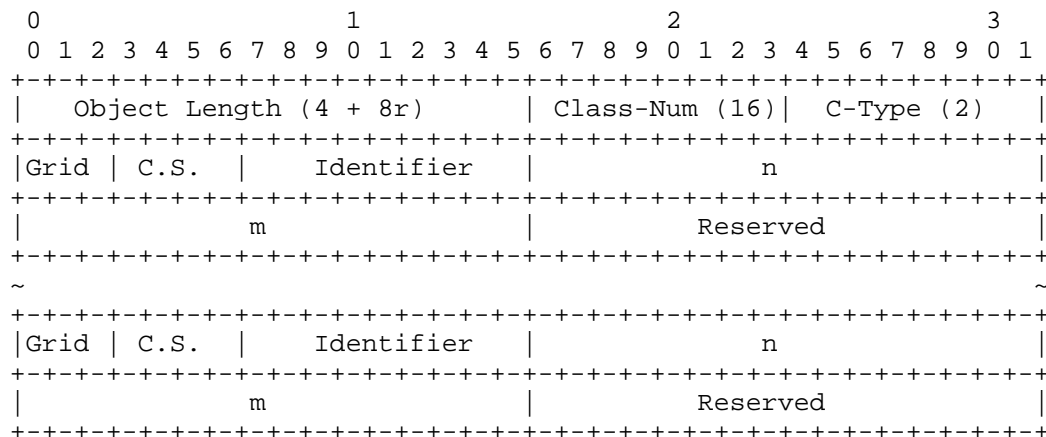 0                   1                   2                   3
 0 1 2 3 4 5 6 7 8 9 0 1 2 3 4 5 6 7 8 9 0 1 2 3 4 5 6 7 8 9 0 1
+-+-+-+-+-+-+-+-+-+-+-+-+-+-+-+-+-+-+-+-+-+-+-+-+-+-+-+-+-+-+-+-+
|   Object Length (4 + 8r)      | Class-Num (16)|  C-Type (2)   |
+-+-+-+-+-+-+-+-+-+-+-+-+-+-+-+-+-+-+-+-+-+-+-+-+-+-+-+-+-+-+-+-+
|Grid | C.S.  |    Identifier   |              n                |
+-+-+-+-+-+-+-+-+-+-+-+-+-+-+-+-+-+-+-+-+-+-+-+-+-+-+-+-+-+-+-+-+
|              m                |          Reserved             |
+-+-+-+-+-+-+-+-+-+-+-+-+-+-+-+-+-+-+-+-+-+-+-+-+-+-+-+-+-+-+-+-+
~                                                               ~
+-+-+-+-+-+-+-+-+-+-+-+-+-+-+-+-+-+-+-+-+-+-+-+-+-+-+-+-+-+-+-+-+
|Grid | C.S.  |    Identifier   |              n                |
+-+-+-+-+-+-+-+-+-+-+-+-+-+-+-+-+-+-+-+-+-+-+-+-+-+-+-+-+-+-+-+-+
|              m                |          Reserved             |
+-+-+-+-+-+-+-+-+-+-+-+-+-+-+-+-+-+-+-+-+-+-+-+-+-+-+-+-+-+-+-+-+